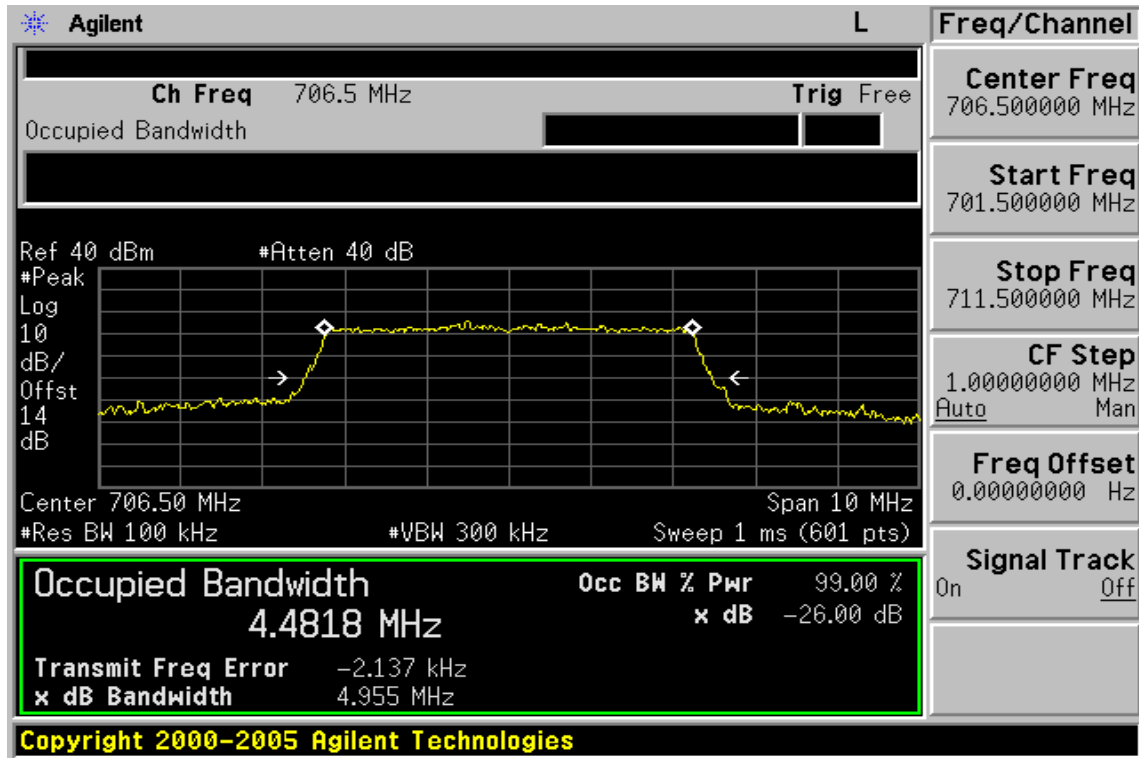 Agilent L Freq/Channel
Ch Freq 706.5 MHz Trig Free
Occupied Bandwidth
Center Freq
706.500000 MHz
Start Freq
701.500000 MHz
Stop Freq
711.500000 MHz
CF Step
1.00000000 MHz
Auto Man
Freq Offset
0.00000000 Hz
Signal Track
On Off
Ref 40 dBm #Atten 40 dB
#Peak
Log
10
dB/
Offst
14
dB
Center 706.50 MHz Span 10 MHz
#Res BW 100 kHz #VBW 300 kHz Sweep 1 ms (601 pts)
Occupied Bandwidth Occ BW % Pwr 99.00 %
4.4818 MHz x dB -26.00 dB
Transmit Freq Error -2.137 kHz
x dB Bandwidth 4.955 MHz
Copyright 2000-2005 Agilent Technologies